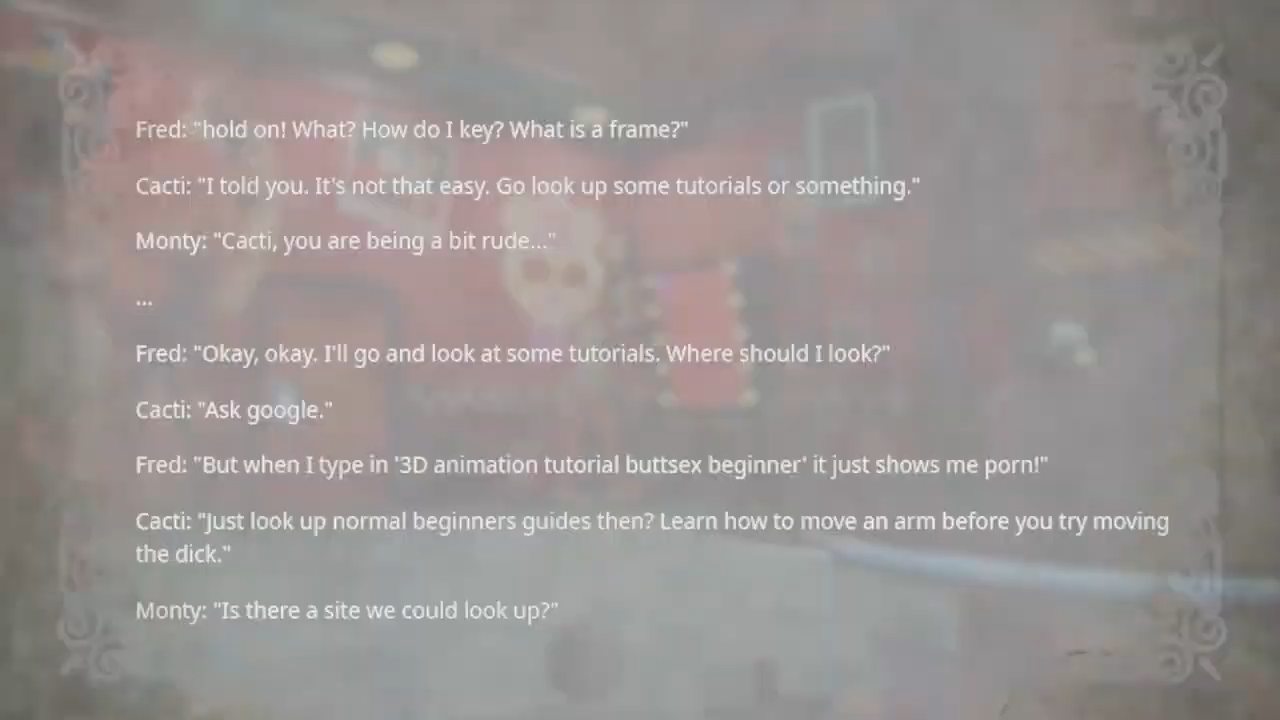 Fred: "hold on! What? How do I key? What is a frame?"
Cacti: "I told you. It's not that easy. Go look up some tutorials or something."
Monty: "Cacti, you are being a bit rude..."
...
Fred: "Okay, okay. I'll go and look at some tutorials. Where should I look?"
Cacti: "Ask google."
Fred: "But when I type in '3D animation tutorial buttsex beginner' it just shows me porn!"
Cacti: "Just look up normal beginners guides then? Learn how to move an arm before you try moving
the dick."
Monty: "Is there a site we could look up?"